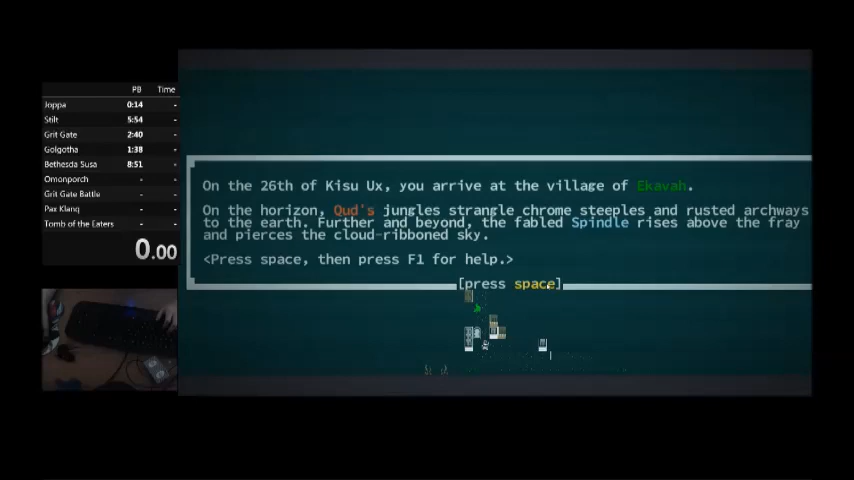 PB Time
Joppa 0:14 -
Stilt 5:54 -
Grit Gate 2:40 -
Golgotha 1:38 -
Bethesda Susa 8:51 -
Omonporch - -
Grit Gate Battle - -
Pax Klanq - -
Tomb of the Eaters - -
0.00
On the 26th of Kisu Ux, you arrive at the village of Ekavah.
On the horizon, Qud's jungles strangle chrome steeples and rusted archways
to the earth. Further and beyond, the fabled Spindle rises above the fray
and pierces the cloud-ribboned sky.
<Press space, then press F1 for help.>
[press space]